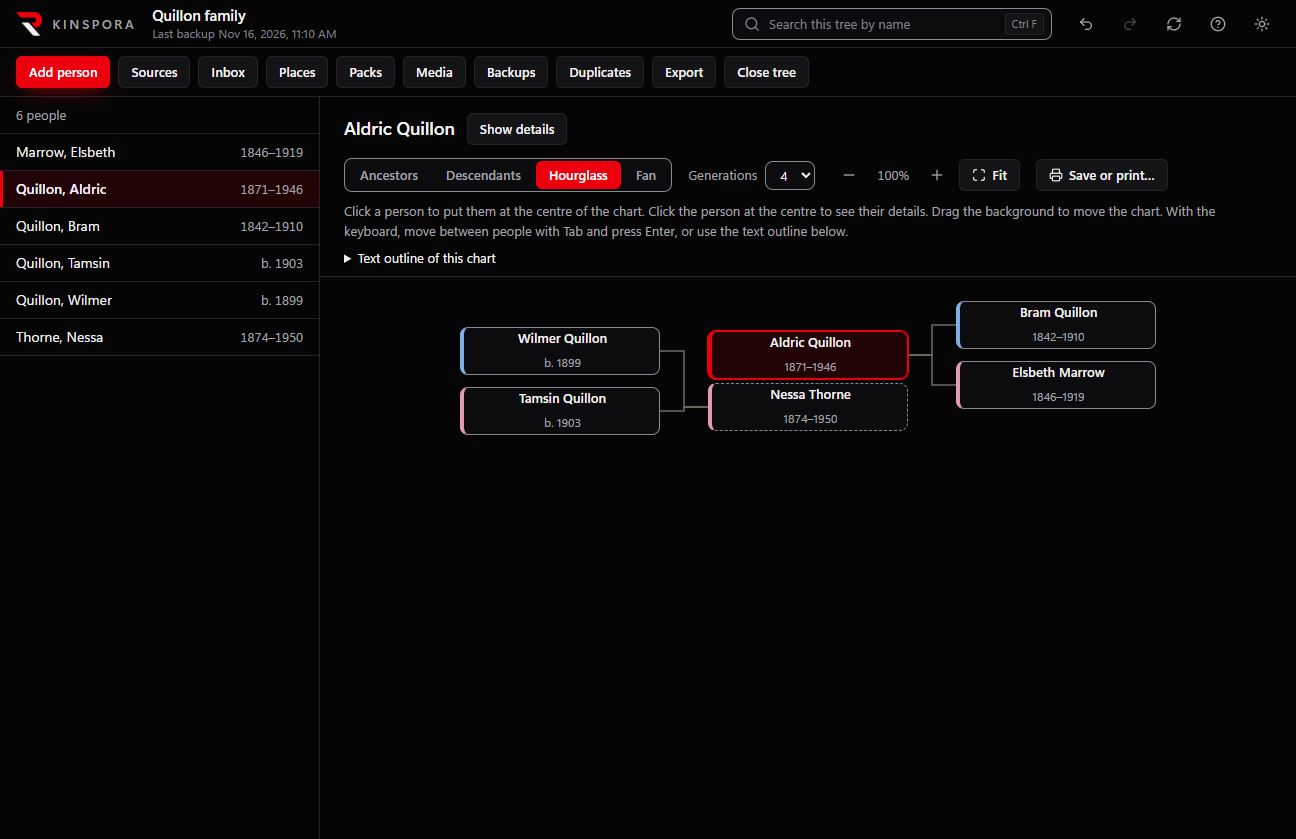 KINSPORA
Quillon family
Last backup Nov 16, 2026, 11:10 AM
Search this tree by name
Ctrl F
Add person
Sources
Inbox
Places
Packs
Media
Backups
Duplicates
Export
Close tree
6 people
Marrow, Elsbeth 1846–1919
Quillon, Aldric 1871–1946
Quillon, Bram 1842–1910
Quillon, Tamsin b. 1903
Quillon, Wilmer b. 1899
Thorne, Nessa 1874–1950
Aldric Quillon
Show details
Ancestors
Descendants
Hourglass
Fan
Generations 4
100%
Fit
Save or print...
Click a person to put them at the centre of the chart. Click the person at the centre to see their details. Drag the background to move the chart. With the
keyboard, move between people with Tab and press Enter, or use the text outline below.
Text outline of this chart
Wilmer Quillon
b. 1899
Tamsin Quillon
b. 1903
Aldric Quillon
1871–1946
Nessa Thorne
1874–1950
Bram Quillon
1842–1910
Elsbeth Marrow
1846–1919